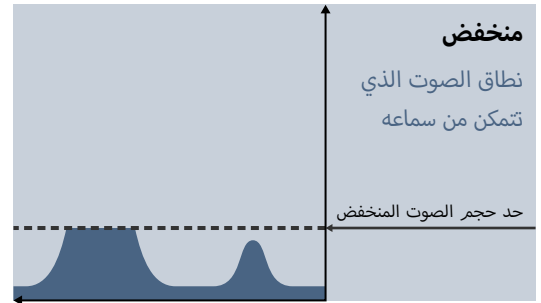 منخفض
نطاق الصوت الذي
تتمكن من سماعه
حد حجم الصوت المنخفض